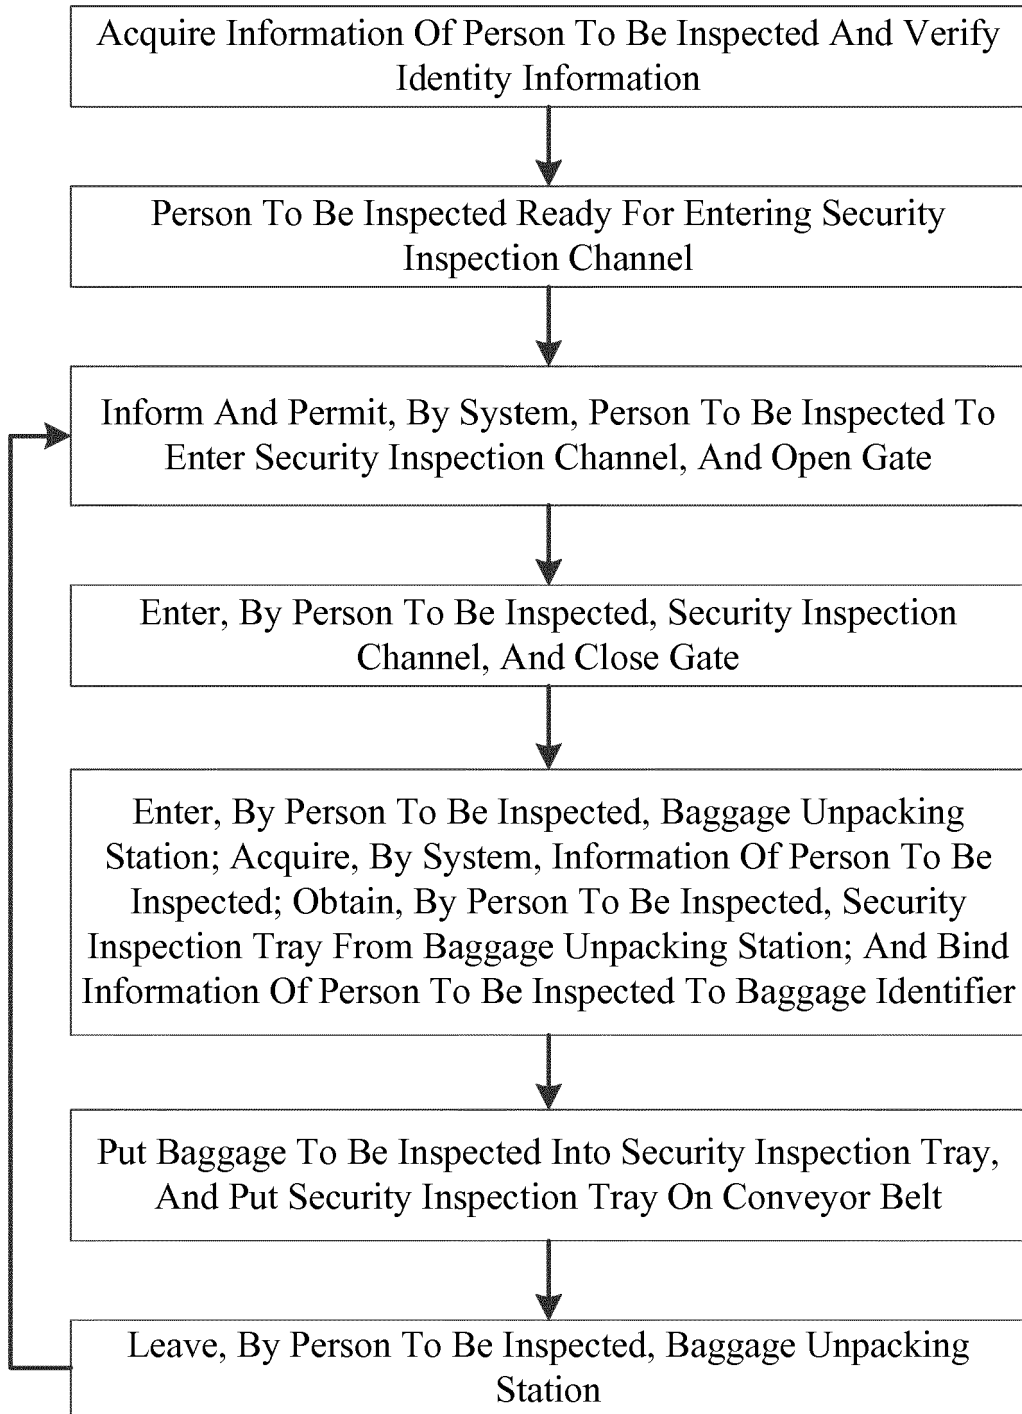 Acquire Information Of Person To Be Inspected And Verify
Identity Information
Person To Be Inspected Ready For Entering Security
Inspection Channel
Inform And Permit, By System, Person To Be Inspected To
Enter Security Inspection Channel, And Open Gate
Enter, By Person To Be Inspected, Security Inspection
Channel, And Close Gate
Enter, By Person To Be Inspected, Baggage Unpacking
Station; Acquire, By System, Information Of Person To Be
Inspected; Obtain, By Person To Be Inspected, Security
Inspection Tray From Baggage Unpacking Station; And Bind
Information Of Person To Be Inspected To Baggage Identifier
Put Baggage To Be Inspected Into Security Inspection Tray,
And Put Security Inspection Tray On Conveyor Belt
Leave, By Person To Be Inspected, Baggage Unpacking
Station